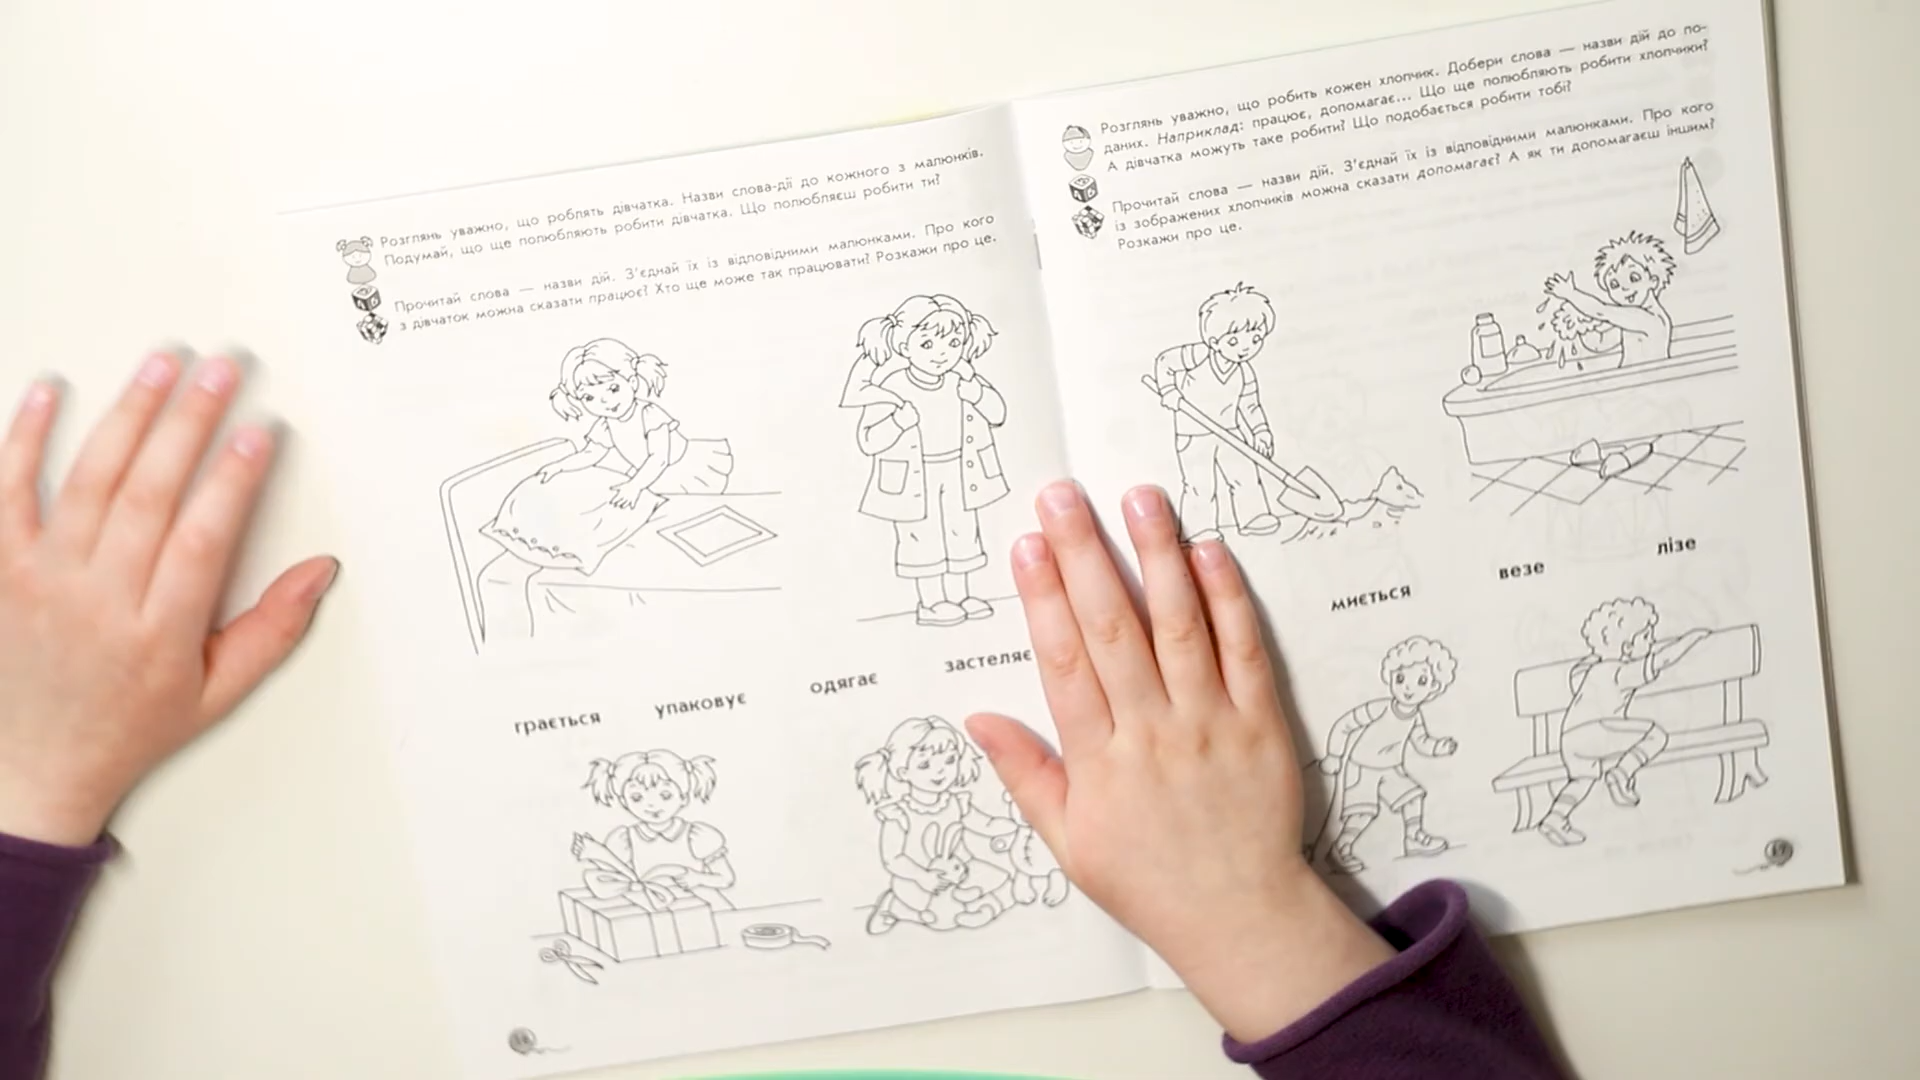 Розглянь уважно, що роблять дівчатка. Назви слова-дії до кожного з малюнків.
Подумай, що ще полюбляють робити дівчатка. Що полюбляєш робити ти?
Прочитай слова — назви дій. З'єднай їх із відповідними малюнками. Про кого
з дівчаток можна сказати працює? Хто ще може так працювати? Розкажи про це.
грається упаковує одягає застеляє
Розглянь уважно, що робить кожен хлопчик. Добери слова — назви дій до по-
даних. Наприклад: працює, допомагає... Що ще полюбляють робити хлопчики?
А дівчатка можуть таке робити? Що подобається робити тобі?
Прочитай слова — назви дій. З'єднай їх із відповідними малюнками. Про кого
із зображених хлопчиків можна сказати допомагає? А як ти допомагаєш іншим?
Розкажи про це.
миється везе лізе